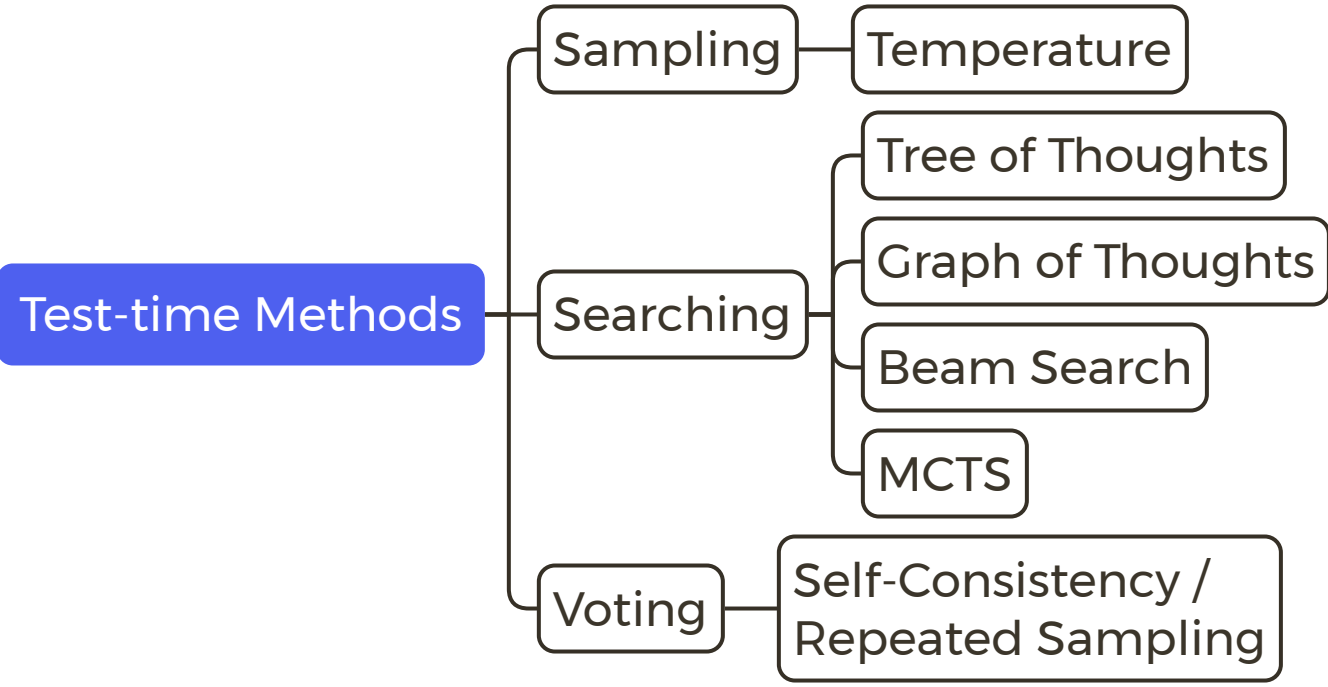 Test-time Methods
Sampling
Temperature
Searching
Tree of Thoughts
Graph of Thoughts
Beam Search
MCTS
Voting
Self-Consistency /
Repeated Sampling